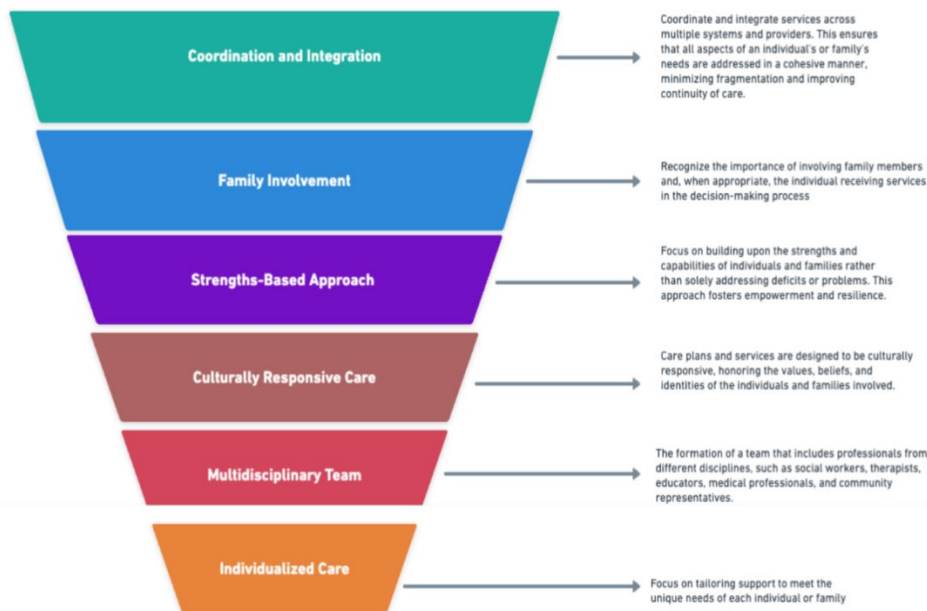 Coordination and Integration
Coordinate and integrate services across
multiple systems and providers. This ensures
that all aspects of an individual's or family's
needs are addressed in a cohesive manner,
minimizing fragmentation and improving
continuity of care.
Family Involvement
Recognize the importance of involving family members
and, when appropriate, the individual receiving services
in the decision-making process
Strengths-Based Approach
Focus on building upon the strengths and
capabilities of individuals and families rather
than solely addressing deficits or problems. This
approach fosters empowerment and resilience.
Culturally Responsive Care
Care plans and services are designed to be culturally
responsive, honoring the values, beliefs, and
identities of the individuals and families involved.
Multidisciplinary Team
The formation of a team that includes professionals from
different disciplines, such as social workers, therapists,
educators, medical professionals, and community
representatives.
Individualized Care
Focus on tailoring support to meet the
unique needs of each individual or family